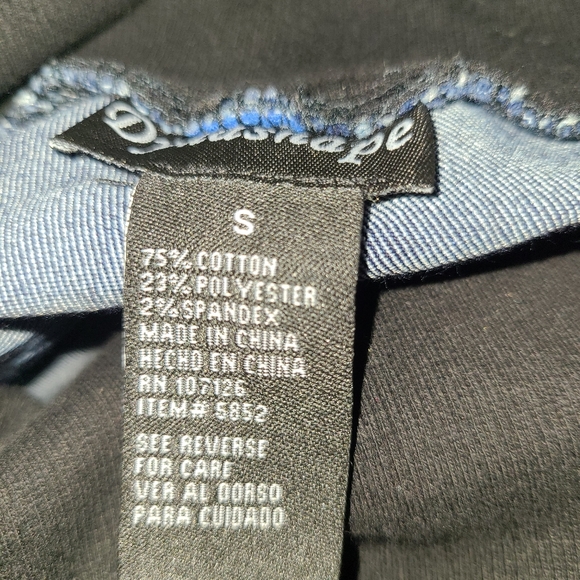 S
75% COTTON
23% POLYESTER
2% SPANDEX
MADE IN CHINA
HECHO EN CHINA
RN 107126
ITEM# 5852
SEE REVERSE
FOR CARE
VER AL DORSO
PARA CUIDADO